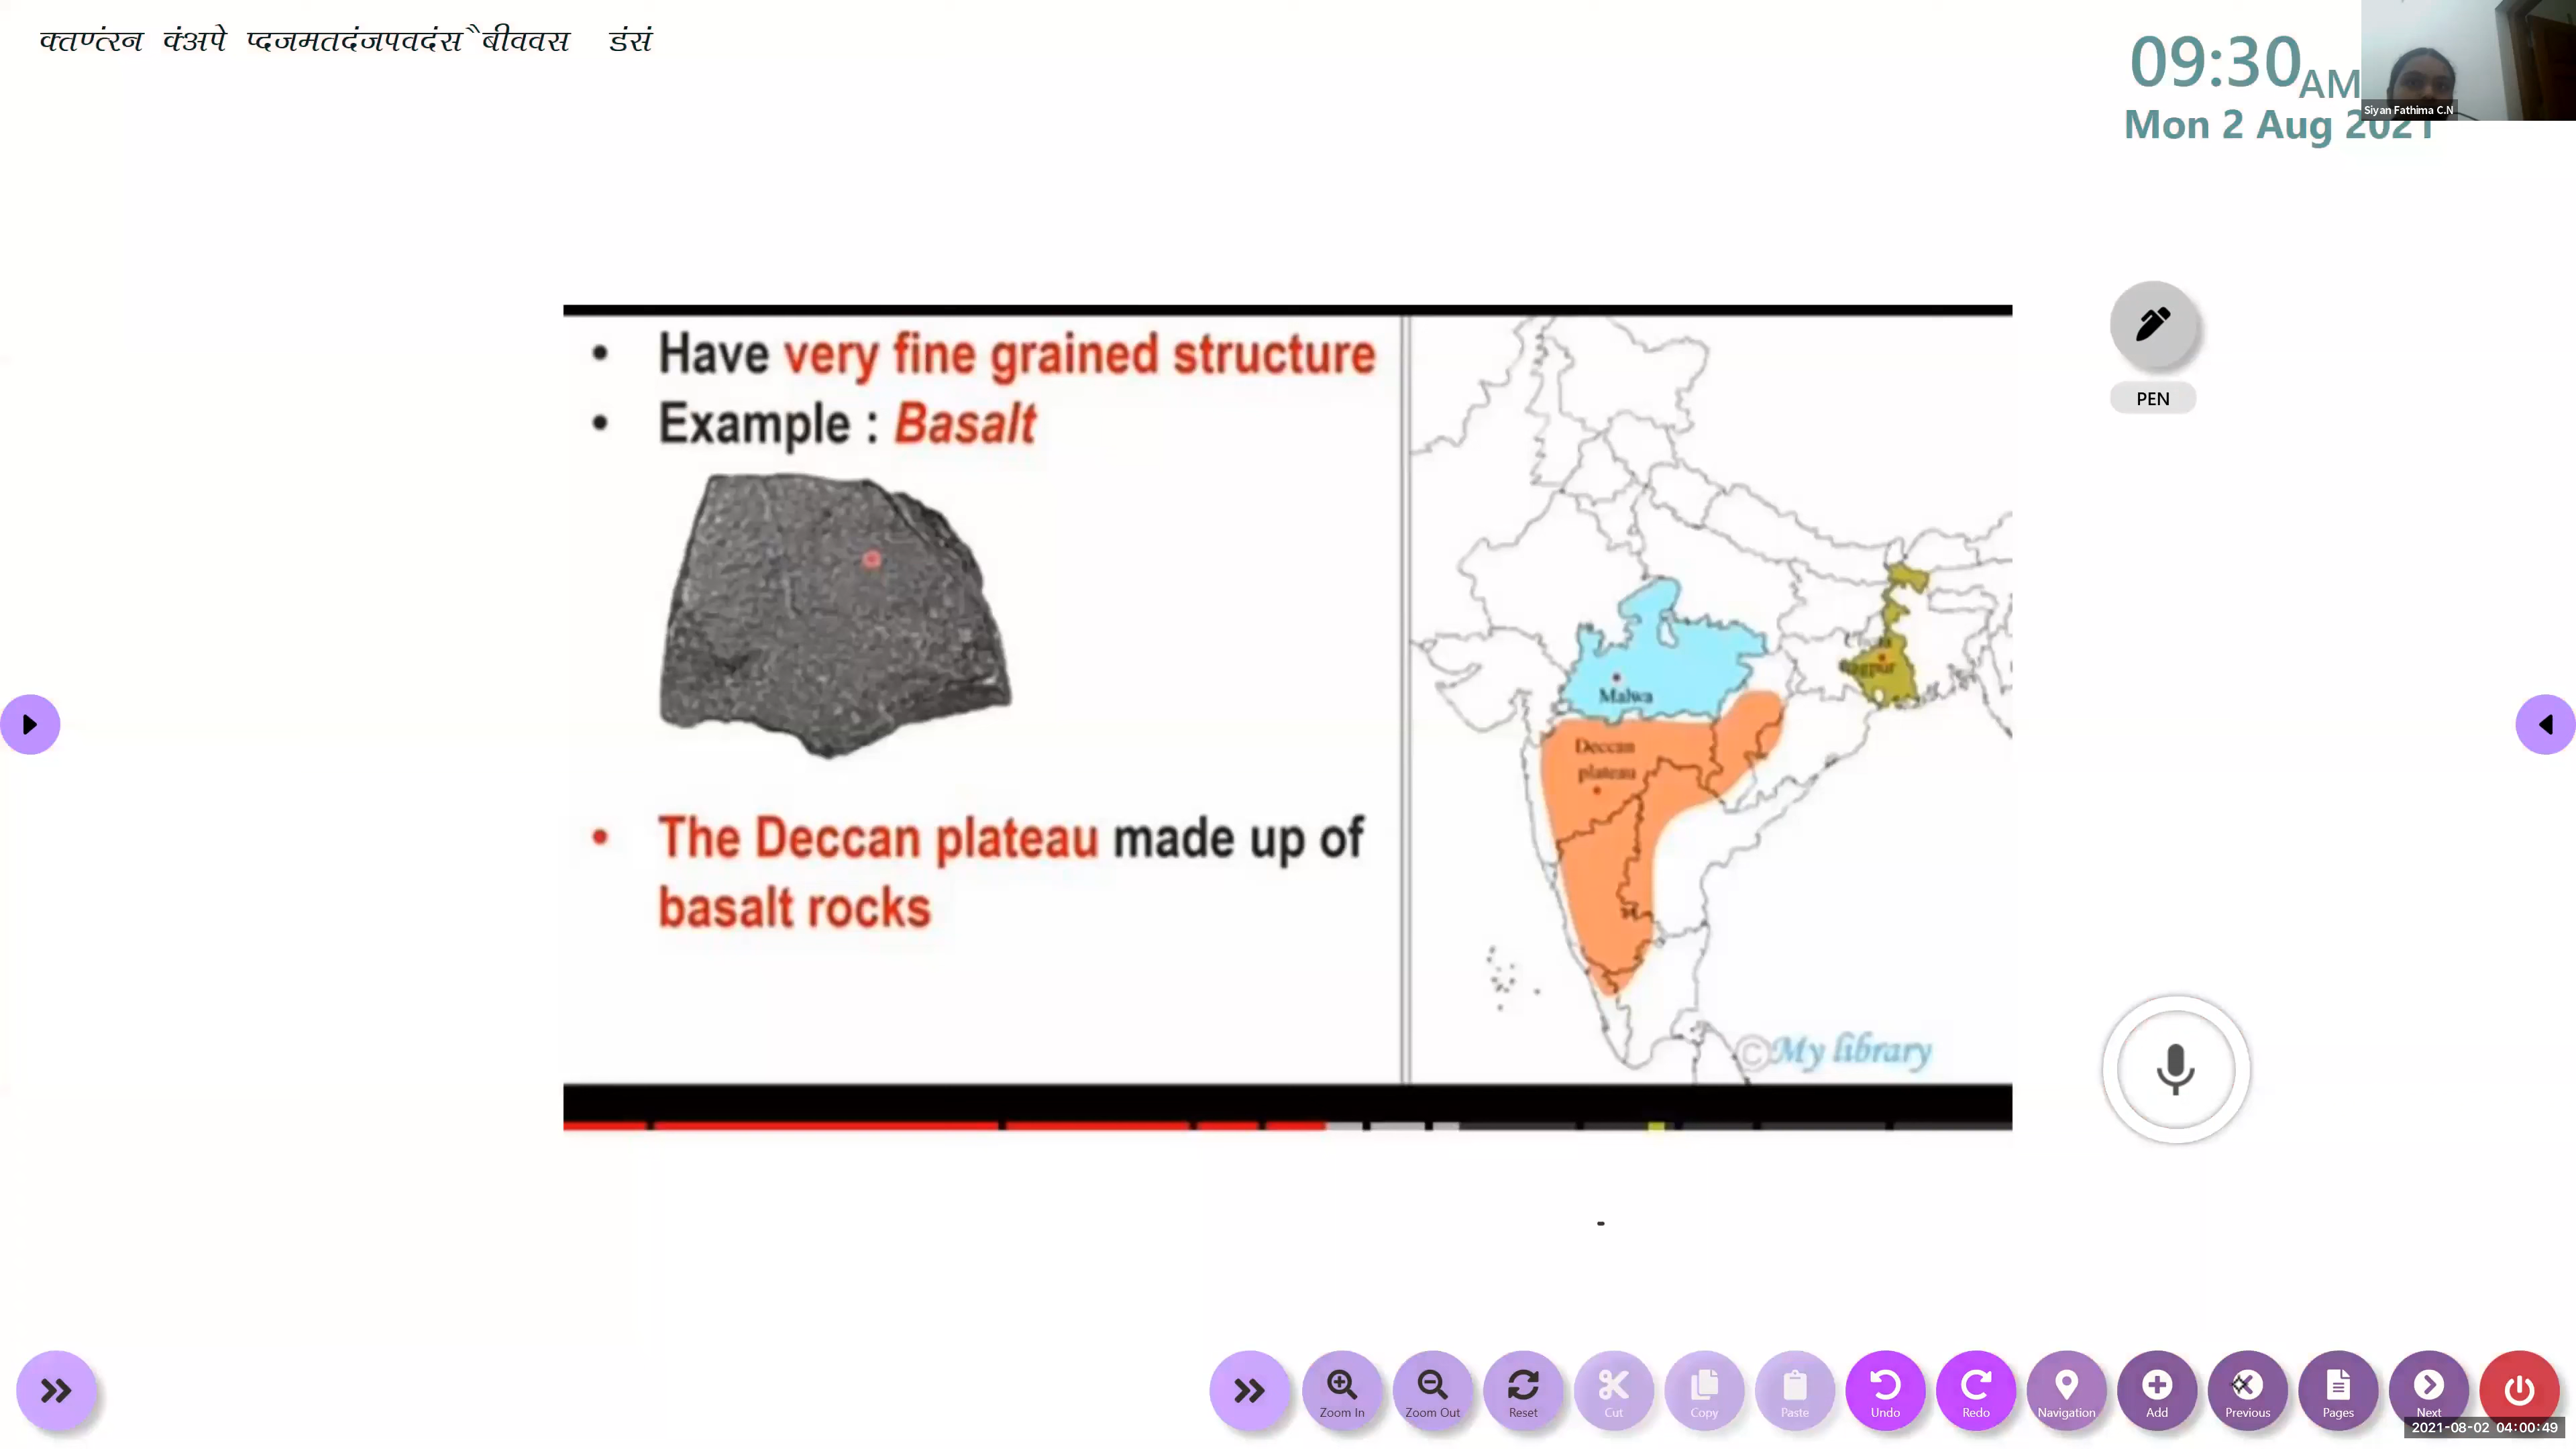 क्तण्त्ंरन क्ंअपे प्दजमतदंजपवदंस ैबीववस डंसं
09:30AM
Mon 2 Aug 2021
Siyan Fathima C.N
• Have very fine grained structure
• Example : Basalt
• The Deccan plateau made up of
basalt rocks
Malwa
Nagpur
Deccan
plateau
©My library
PEN
-
Zoom In
Zoom Out
Reset
Cut
Copy
Paste
Undo
Redo
Navigation
Add
Previous
Pages
Next
2021-08-02 04:00:49